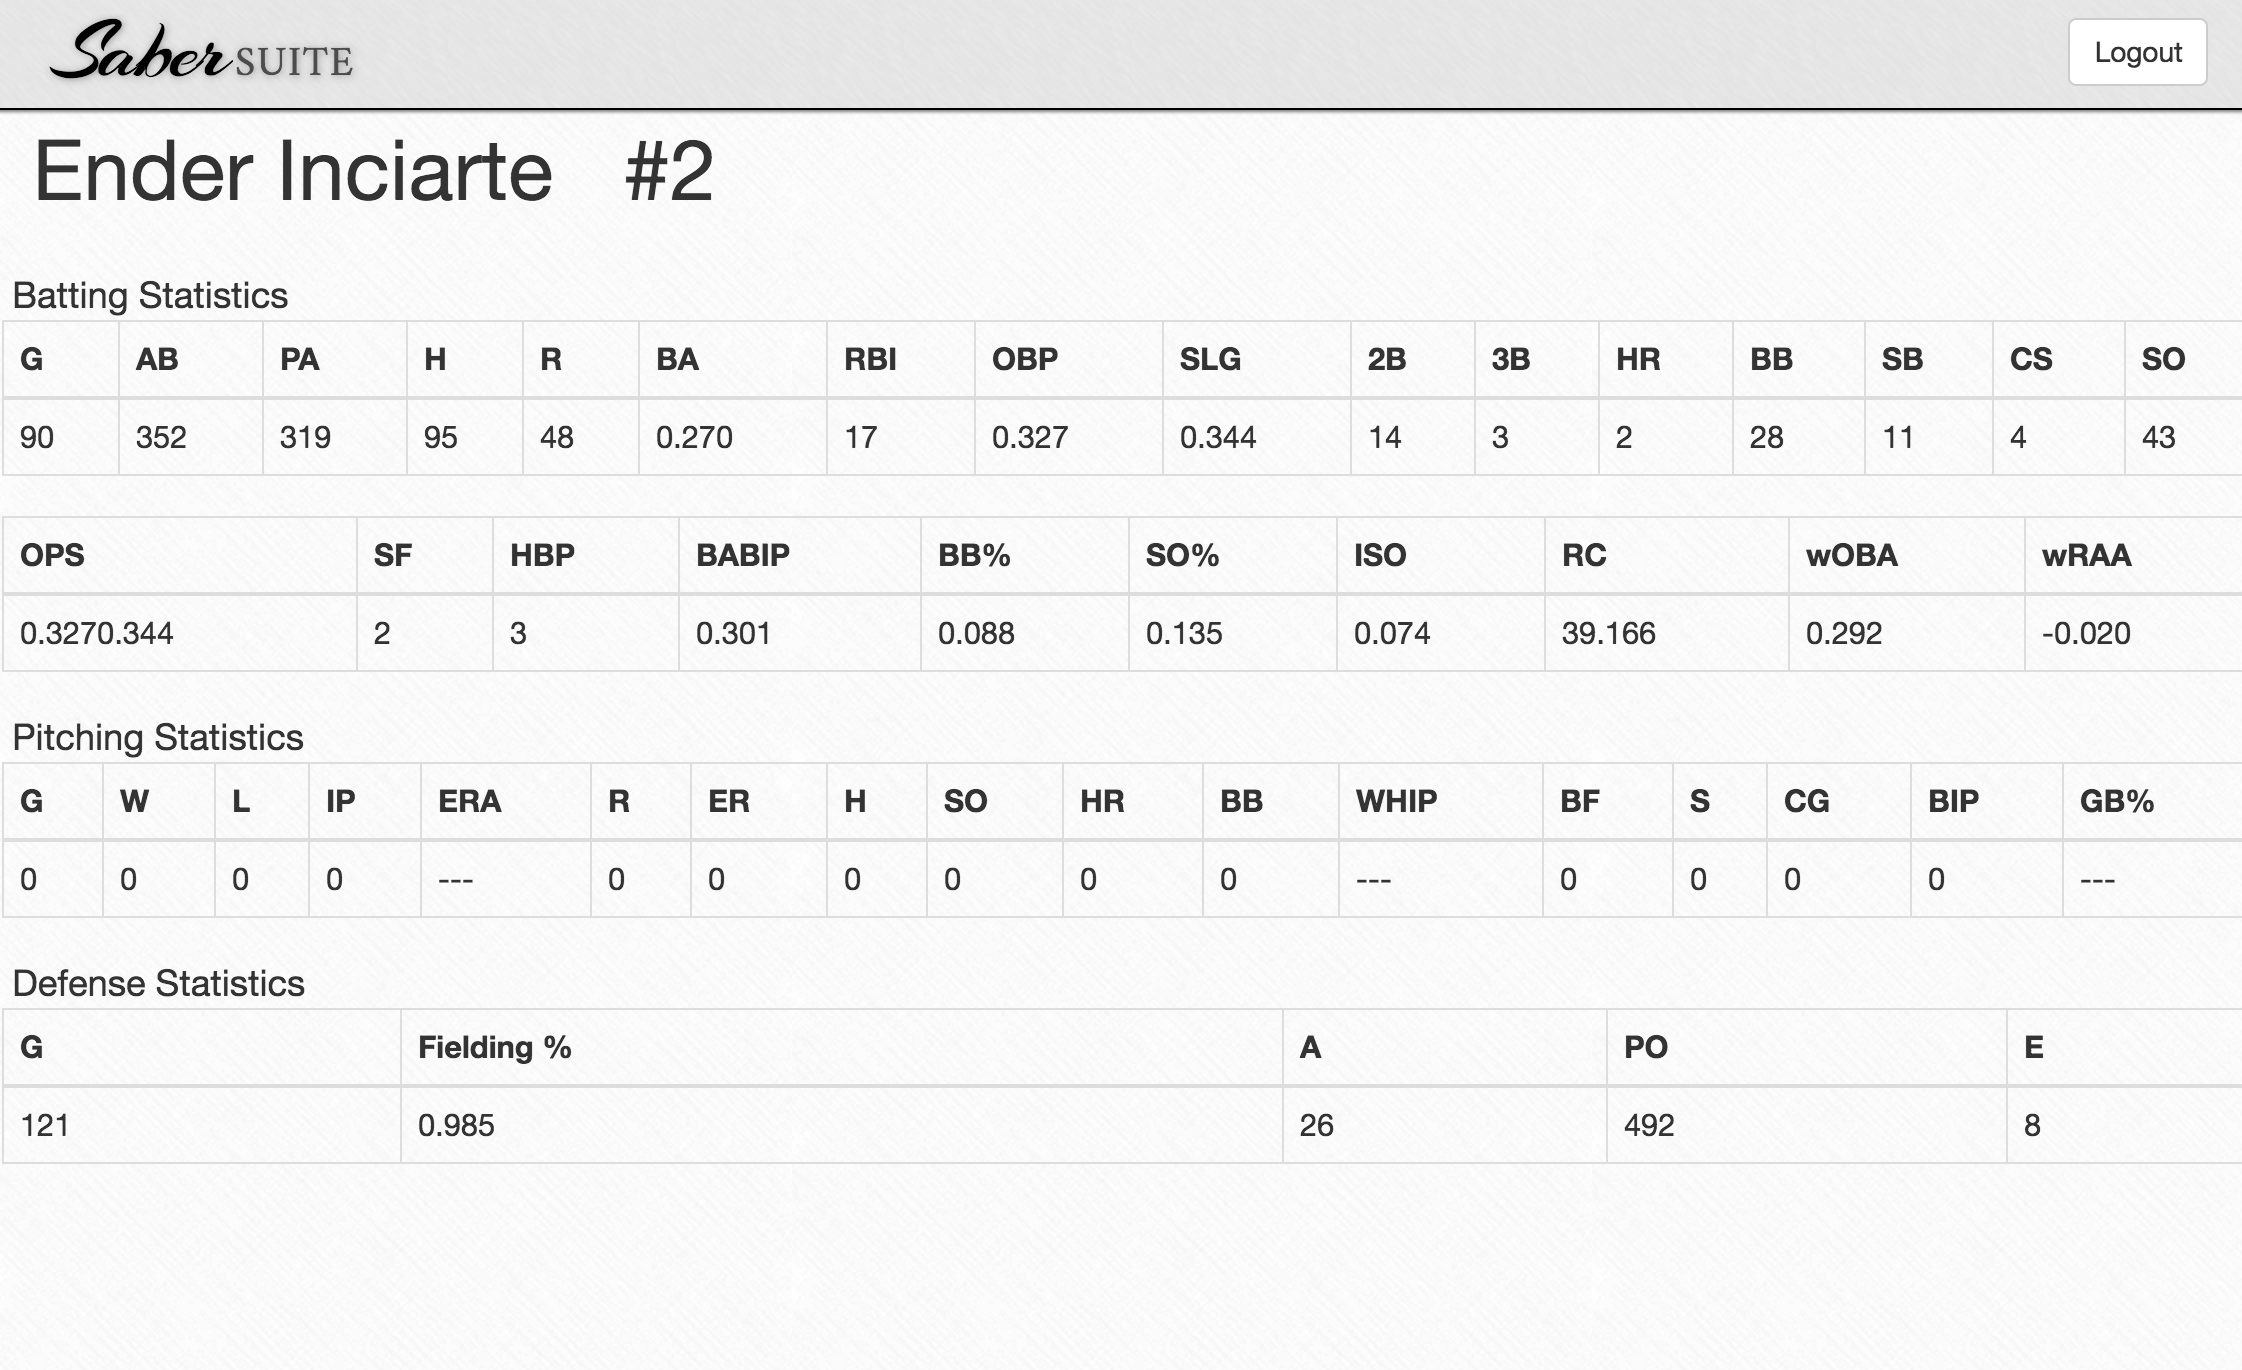 Saber SUITE Logout
Ender Inciarte #2
Batting Statistics
G AB PA H R BA RBI OBP SLG 2B 3B HR BB SB CS SO
90 352 319 95 48 0.270 17 0.327 0.344 14 3 2 28 11 4 43
OPS SF HBP BABIP BB% SO% ISO RC wOBA wRAA
0.3270.344 2 3 0.301 0.088 0.135 0.074 39.166 0.292 -0.020
Pitching Statistics
G W L IP ERA R ER H SO HR BB WHIP BF S CG BIP GB%
0 0 0 0 --- 0 0 0 0 0 0 --- 0 0 0 0 ---
Defense Statistics
G Fielding % A PO E
121 0.985 26 492 8